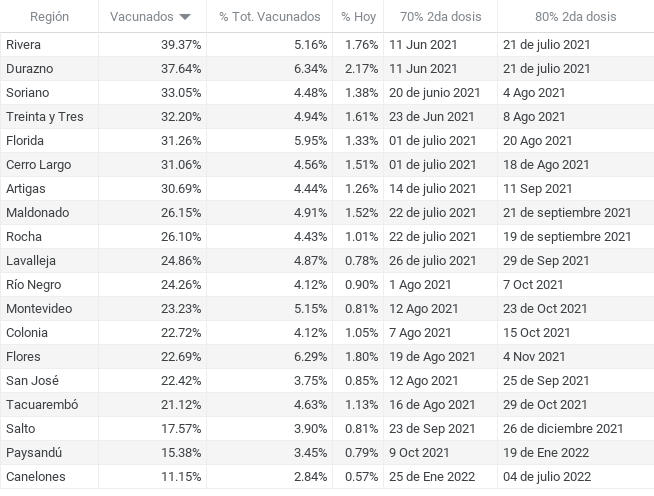 Región Vacunados % Tot. Vacunados % Hoy 70% 2da dosis 80% 2da dosis
Rivera 39.37% 5.16% 1.76% 11 Jun 2021 21 de julio 2021
Durazno 37.64% 6.34% 2.17% 11 Jun 2021 21 de julio 2021
Soriano 33.05% 4.48% 1.38% 20 de junio 2021 4 Ago 2021
Treinta y Tres 32.20% 4.94% 1.61% 23 de Jun 2021 8 Ago 2021
Florida 31.26% 5.95% 1.33% 01 de julio 2021 20 Ago 2021
Cerro Largo 31.06% 4.56% 1.51% 01 de julio 2021 18 de Ago 2021
Artigas 30.69% 4.44% 1.26% 14 de julio 2021 11 Sep 2021
Maldonado 26.15% 4.91% 1.52% 22 de julio 2021 21 de septiembre 2021
Rocha 26.10% 4.43% 1.01% 22 de julio 2021 19 de septiembre 2021
Lavalleja 24.86% 4.87% 0.78% 26 de julio 2021 29 de Sep 2021
Río Negro 24.26% 4.12% 0.90% 1 Ago 2021 7 Oct 2021
Montevideo 23.23% 5.15% 0.81% 12 Ago 2021 23 de Oct 2021
Colonia 22.72% 4.12% 1.05% 7 Ago 2021 15 Oct 2021
Flores 22.69% 6.29% 1.80% 19 de Ago 2021 4 Nov 2021
San José 22.42% 3.75% 0.85% 12 Ago 2021 25 de Sep 2021
Tacuarembó 21.12% 4.63% 1.13% 16 de Ago 2021 29 de Oct 2021
Salto 17.57% 3.90% 0.81% 23 de Sep 2021 26 de diciembre 2021
Paysandú 15.38% 3.45% 0.79% 9 Oct 2021 19 de Ene 2022
Canelones 11.15% 2.84% 0.57% 25 de Ene 2022 04 de julio 2022